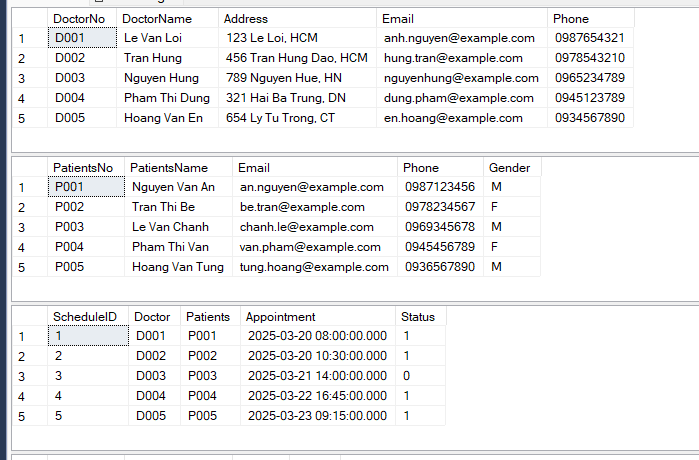 DoctorNo DoctorName Address Email Phone
1 D001 Le Van Loi 123 Le Loi, HCM anh.nguyen@example.com 0987654321
2 D002 Tran Hung 456 Tran Hung Dao, HCM hung.tran@example.com 0978543210
3 D003 Nguyen Hung 789 Nguyen Hue, HN nguyenhung@example.com 0965234789
4 D004 Pham Thi Dung 321 Hai Ba Trung, DN dung.pham@example.com 0945123789
5 D005 Hoang Van En 654 Ly Tu Trong, CT en.hoang@example.com 0934567890
PatientsNo PatientsName Email Phone Gender
1 P001 Nguyen Van An an.nguyen@example.com 0987123456 M
2 P002 Tran Thi Be be.tran@example.com 0978234567 F
3 P003 Le Van Chanh chanh.le@example.com 0969345678 M
4 P004 Pham Thi Van van.pham@example.com 0945456789 F
5 P005 Hoang Van Tung tung.hoang@example.com 0936567890 M
ScheduleID Doctor Patients Appointment Status
1 1 D001 P001 2025-03-20 08:00:00.000 1
2 2 D002 P002 2025-03-20 10:30:00.000 1
3 3 D003 P003 2025-03-21 14:00:00.000 0
4 4 D004 P004 2025-03-22 16:45:00.000 1
5 5 D005 P005 2025-03-23 09:15:00.000 1